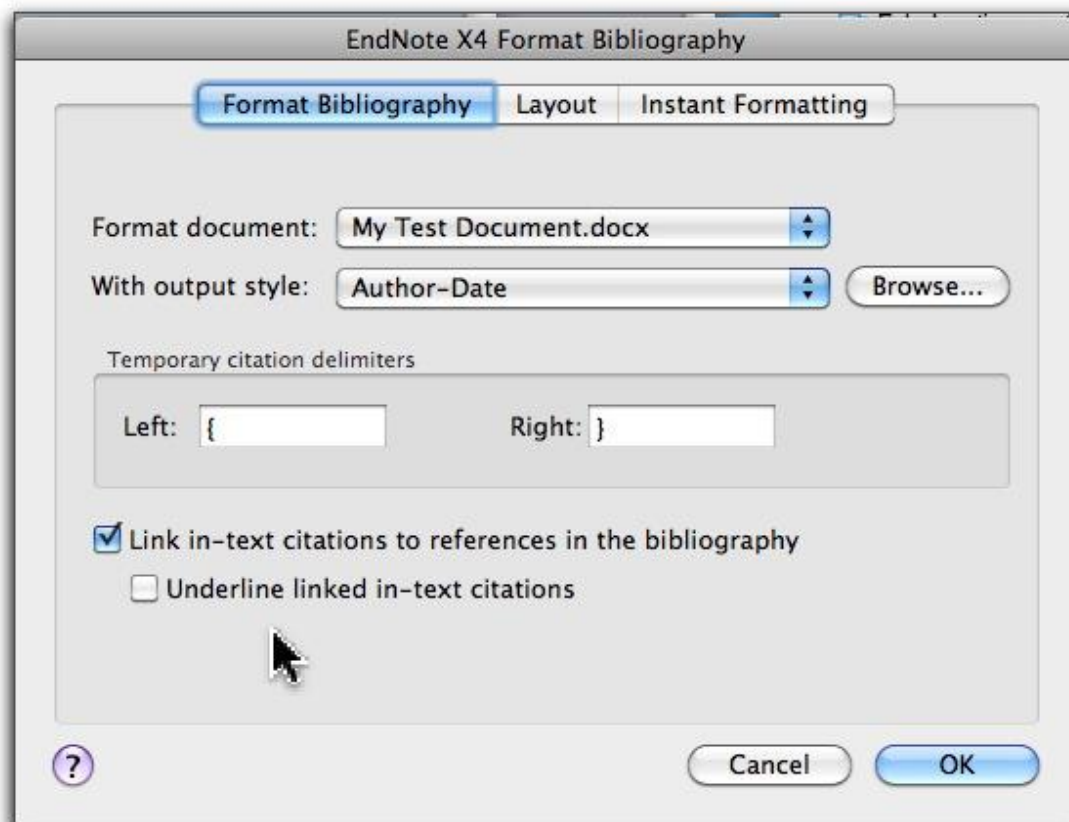 EndNote X4 Format Bibliography
Format Bibliography Layout Instant Formatting
Format document: My Test Document.docx
With output style: Author-Date Browse...
Temporary citation delimiters
Left: { Right: }
Link in-text citations to references in the bibliography
Underline linked in-text citations
? Cancel OK